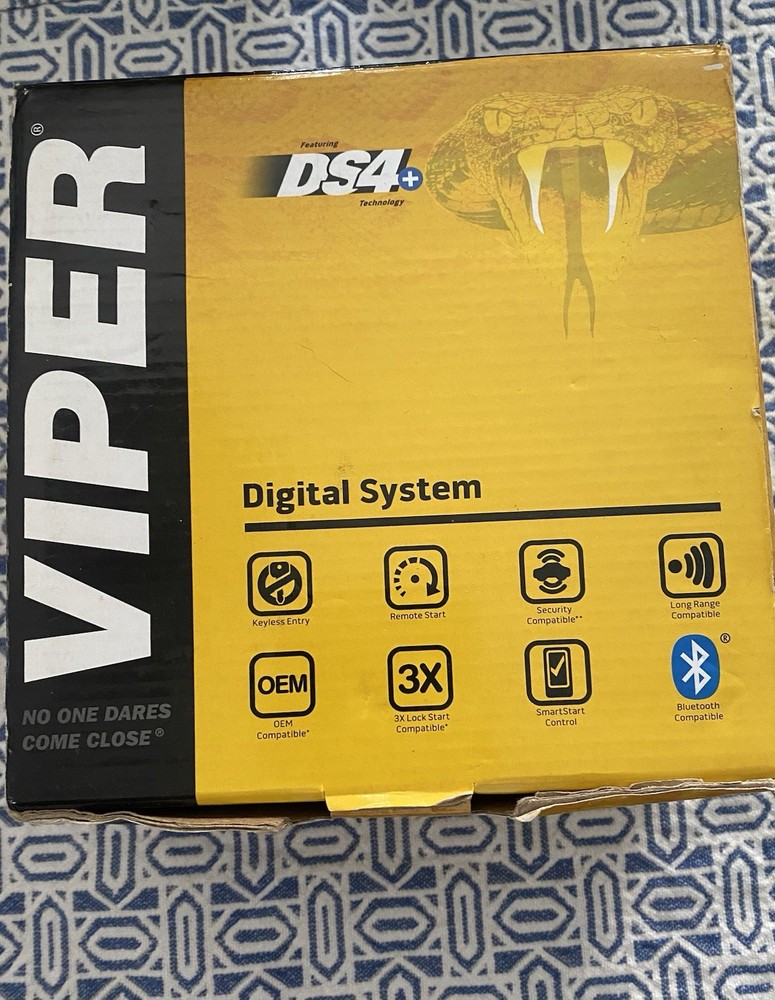 VIPER®
NO ONE DARES
COME CLOSE®
Featuring
DS4+
Technology
Digital System
Keyless Entry
Remote Start
Security
Compatible**
Long Range
Compatible
OEM
OEM
Compatible*
3X
3X Lock Start
Compatible*
SmartStart
Control
®
Bluetooth
Compatible